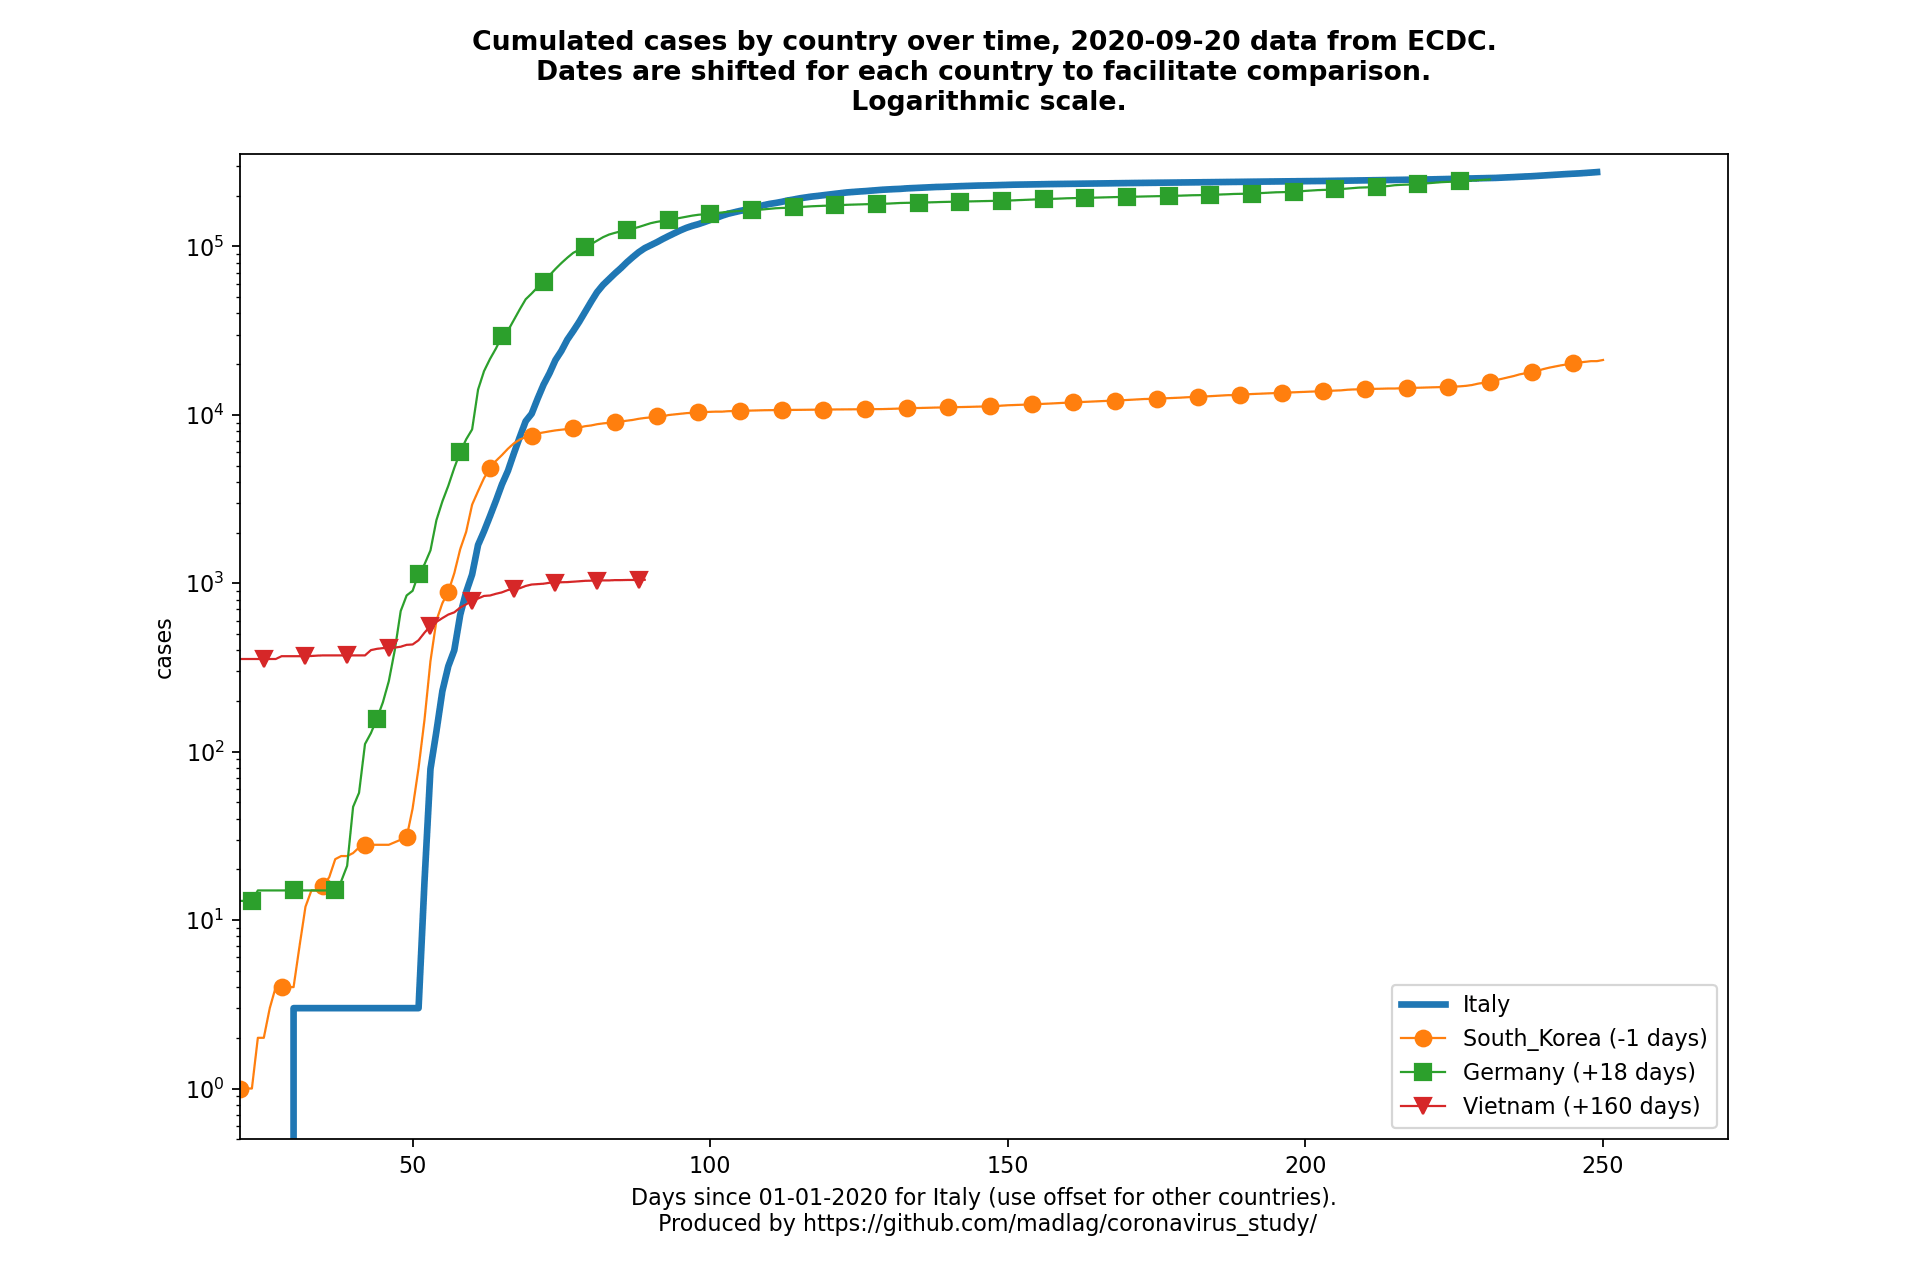 Cumulated cases by country over time, 2020-09-20 data from ECDC.
Dates are shifted for each country to facilitate comparison.
Logarithmic scale.
cases
10^5
10^4
10^3
10^2
10^1
10^0
50
100
150
200
250
Italy
South_Korea (-1 days)
Germany (+18 days)
Vietnam (+160 days)
Days since 01-01-2020 for Italy (use offset for other countries).
Produced by https://github.com/madlag/coronavirus_study/